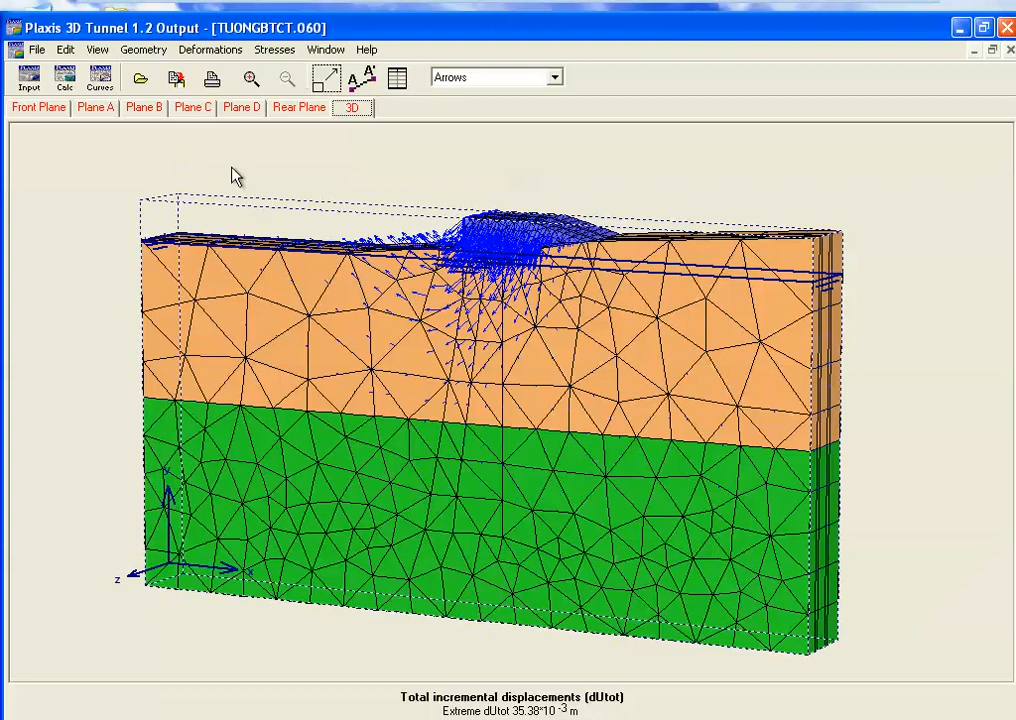 Plaxis 3D Tunnel 1.2 Output - [TUONGBTCT.060]
File Edit View Geometry Deformations Stresses Window Help
Input Calc Curves A A* Arrows
Front Plane Plane A Plane B Plane C Plane D Rear Plane 3D
y
x
z
Total incremental displacements (dUtot)
Extreme dUtot 35.38*10 -3 m